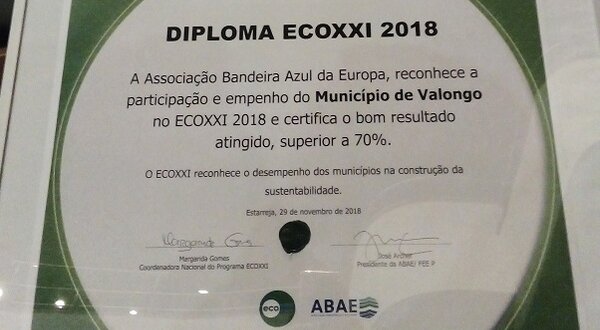 DIPLOMA ECOXXI 2018
A Associação Bandeira Azul da Europa, reconhece a
participação e empenho do Município de Valongo
no ECOXXI 2018 e certifica o bom resultado
atingido, superior a 70%.
O ECOXXI reconhece o desempenho dos municípios na construção da
sustentabilidade.
Estarreja, 29 de novembro de 2018
Margarida Gomes
Coordenadora Nacional do Programa ECOXXI
José Archer
Presidente da ABAE/ FEE P
eco
ABAE